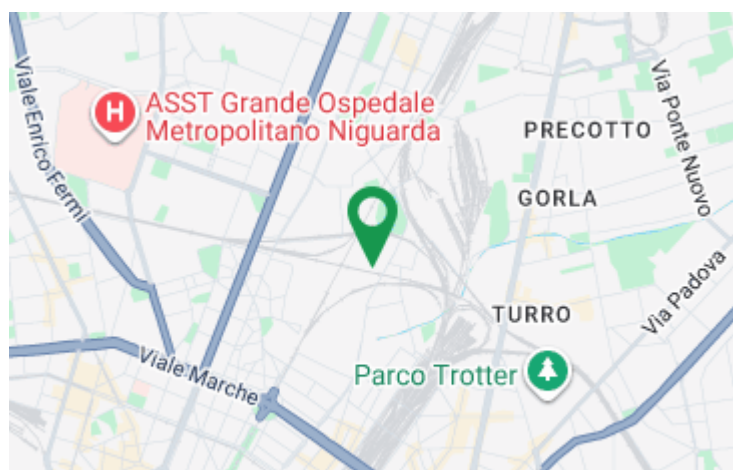 Viale Enrico Fermi
H
ASST Grande Ospedale
Metropolitano Niguarda
PRECOTTO
Via Ponte Nuovo
GORLA
TURRO
Via Padova
Viale Marche
Parco Trotter